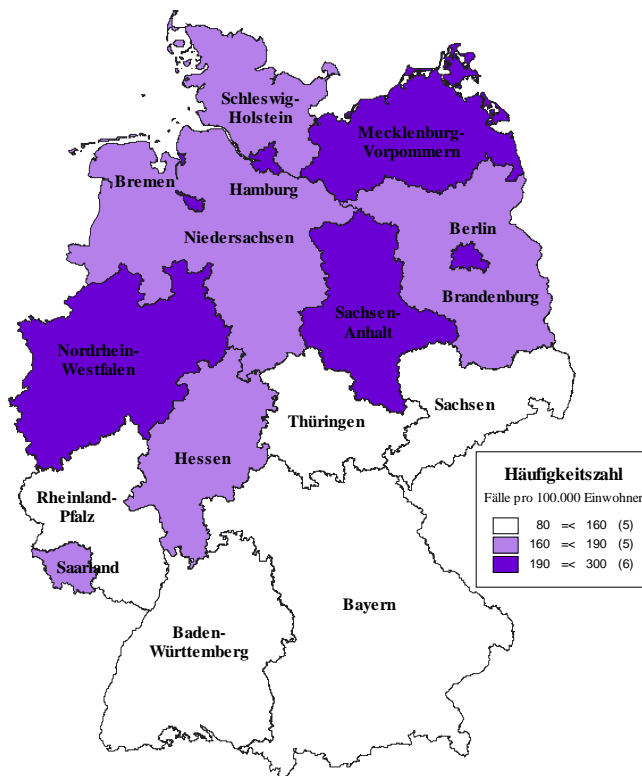 Schleswig-
Holstein
Mecklenburg-
Vorpommern
Bremen
Hamburg
Niedersachsen
Berlin
Brandenburg
Sachsen-
Anhalt
Nordrhein-
Westfalen
Sachsen
Thüringen
Hessen
Rheinland-
Pfalz
Saarland
Bayern
Baden-
Württemberg
Häufigkeitszahl
Fälle pro 100.000 Einwohner
80 =< 160 (5)
160 =< 190 (5)
190 =< 300 (6)